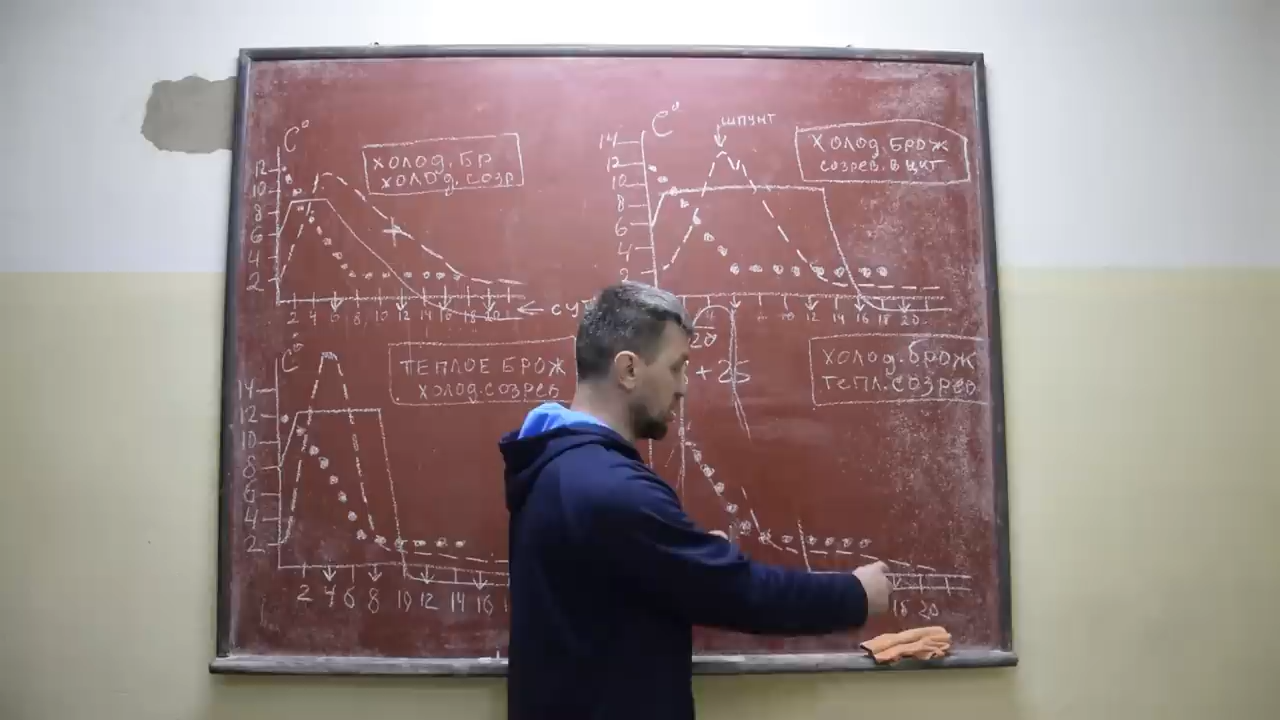 C°
ХОЛОД. БР
ХОЛОД. СОЗР
12
10
8
6
4
2
2 4 6 8 10 12 14 16 18 20
C°
шпунт
ХОЛОД. БРОЖ
СОЗРЕВ. В ЦКТ
14
12
10
8
6
4
2
8 10 12 14 16 18 20
C°
ТЕПЛОЕ БРОЖ
ХОЛОД. СОЗРЕВ
14
12
10
8
6
4
2
2 4 6 8 10 12 14 16
20
ХОЛОД. БРОЖ
ТЕПЛ. СОЗРЕВ
18 20